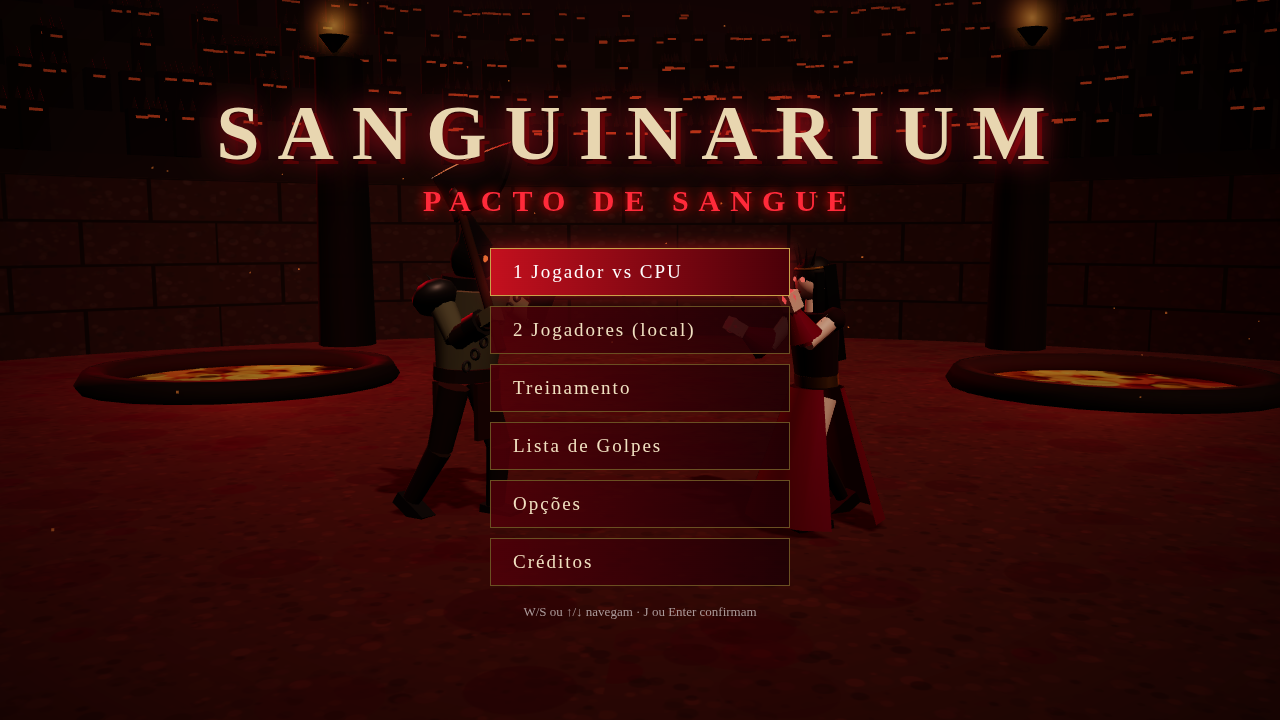 SANGUINARIUM
PACTO DE SANGUE
1 Jogador vs CPU
2 Jogadores (local)
Treinamento
Lista de Golpes
Opções
Créditos
W/S ou ↑/↓ navegam · J ou Enter confirmam